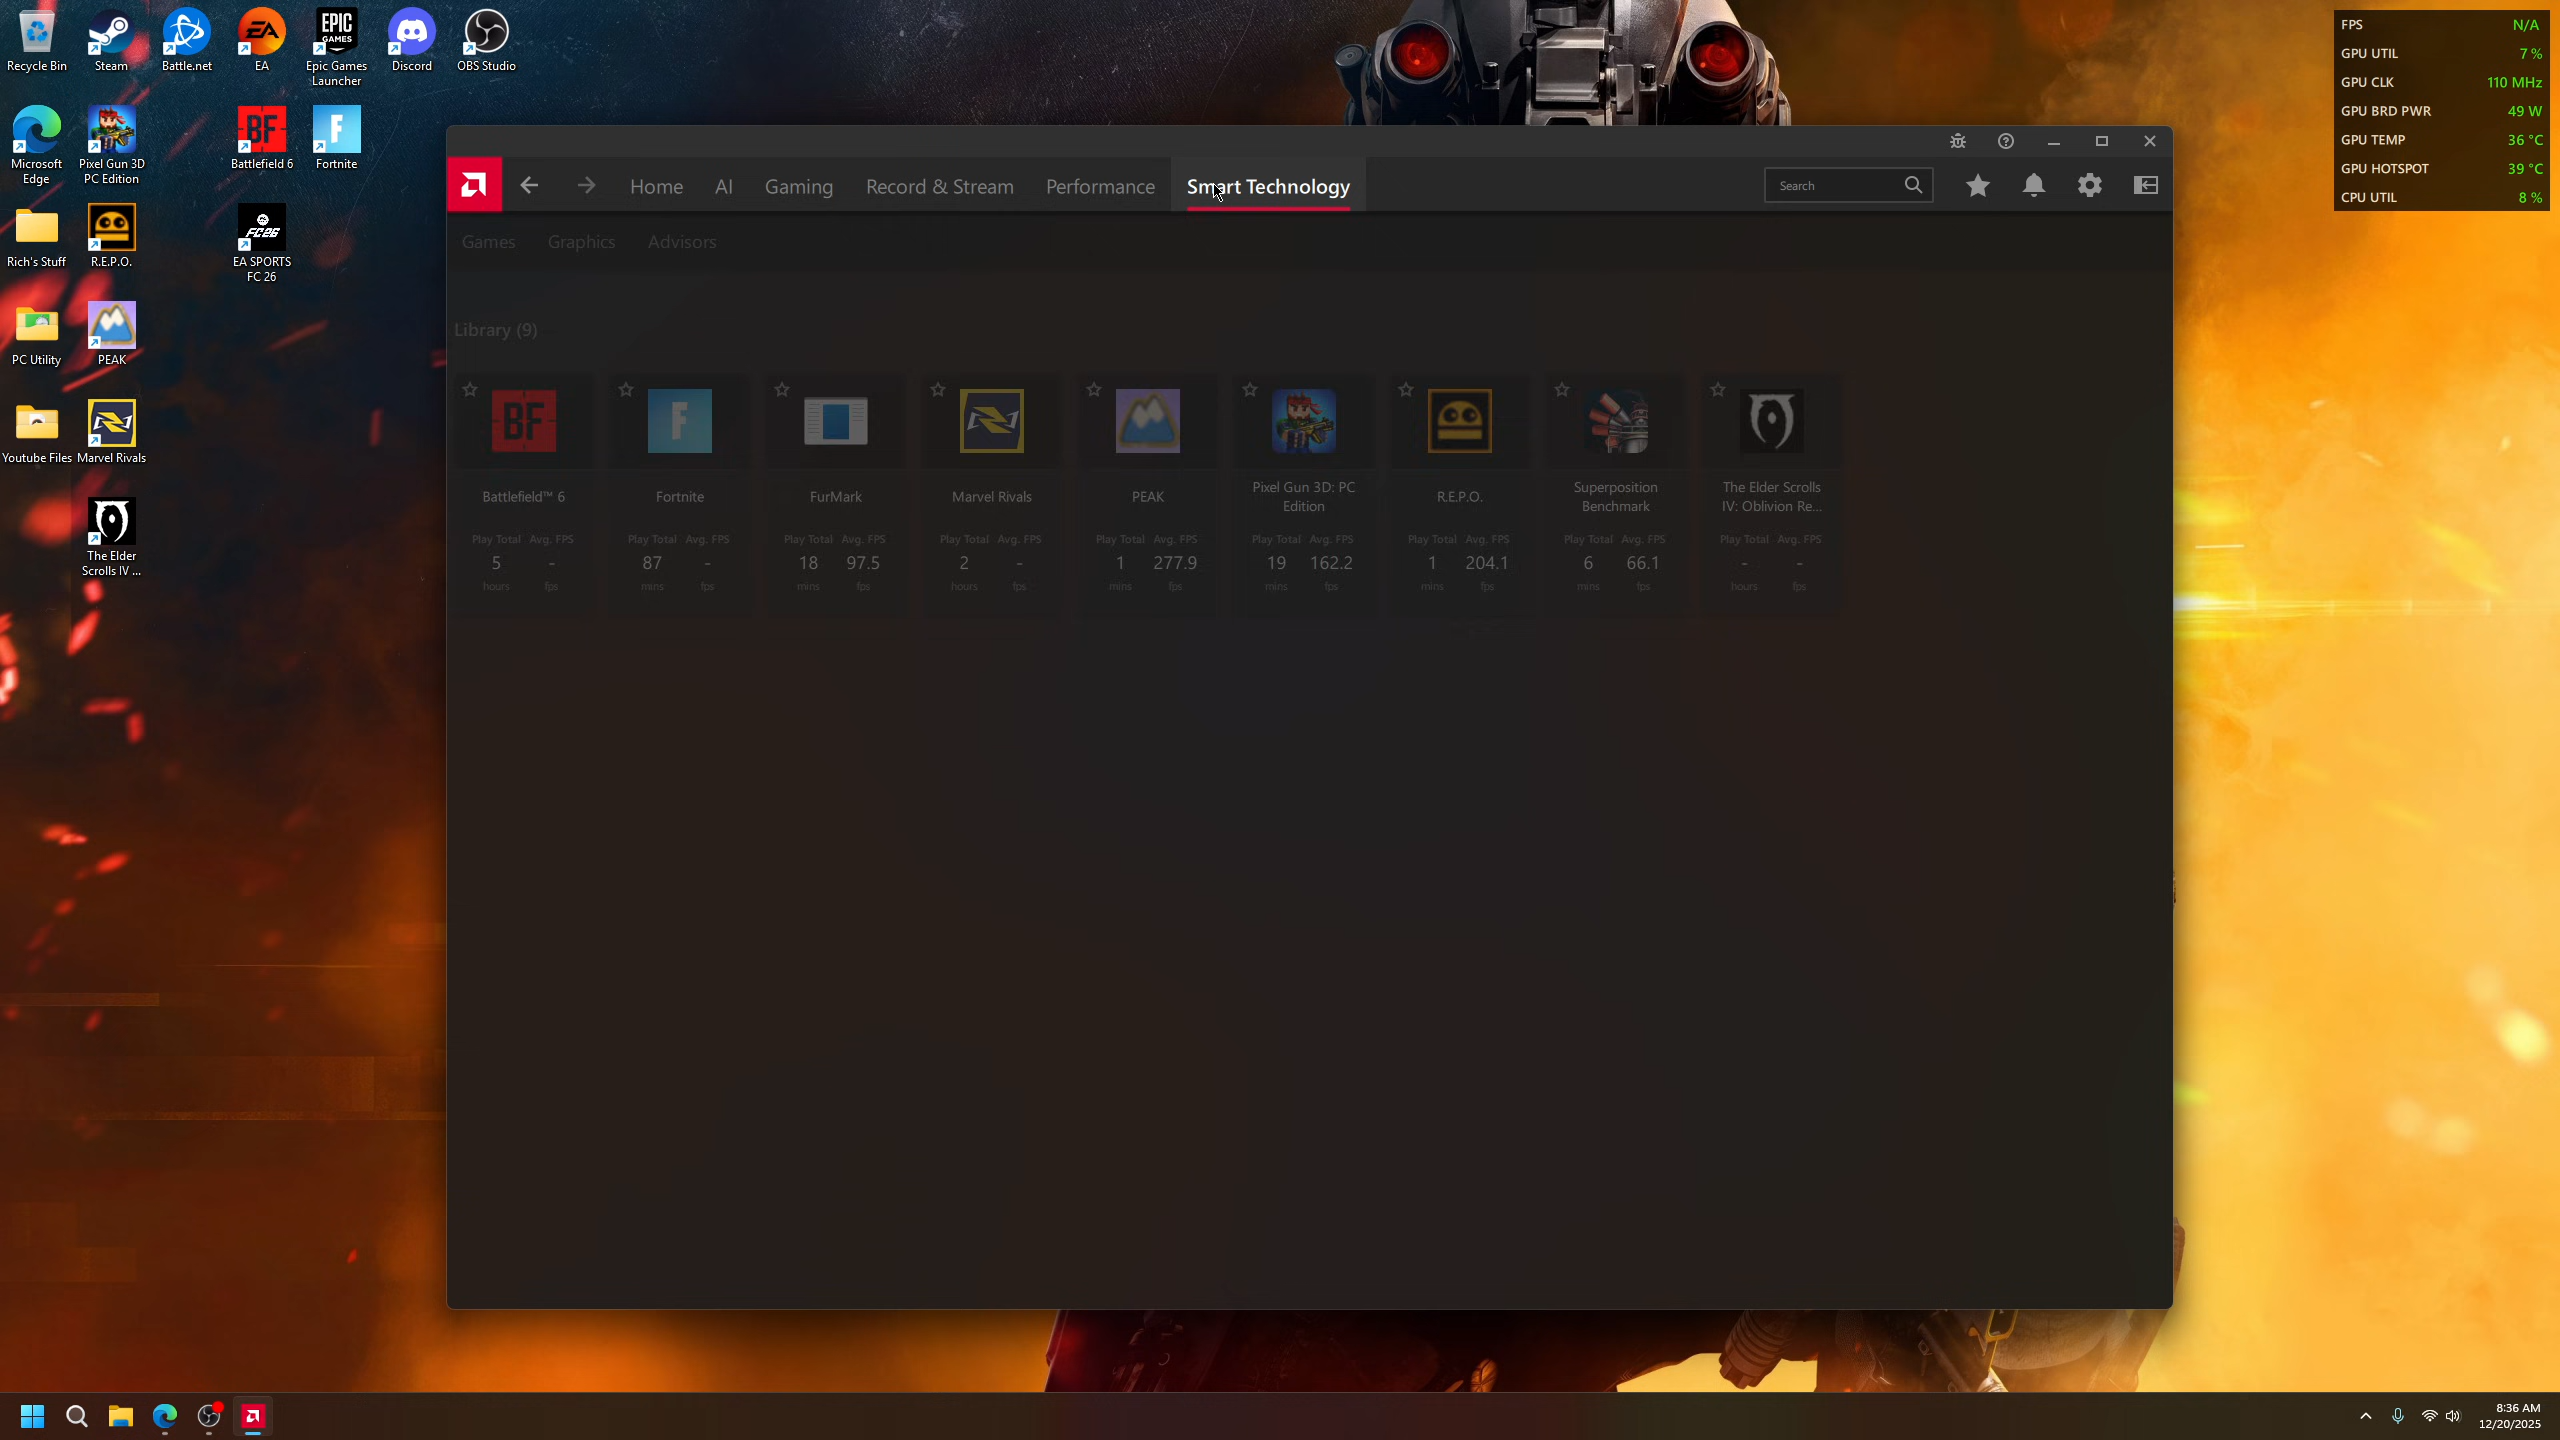 Recycle Bin
Steam
Battle.net
EA
EPIC
GAMES
Epic Games
Launcher
Discord
OBS Studio
Microsoft
Edge
Pixel Gun 3D
PC Edition
BF
Battlefield 6
F
Fortnite
Rich's Stuff
R.E.P.O.
FC26
EA SPORTS
FC 26
PC Utility
PEAK
Youtube Files
Marvel Rivals
The Elder
Scrolls IV ...
FPS N/A
GPU UTIL 7 %
GPU CLK 110 MHz
GPU BRD PWR 49 W
GPU TEMP 36 °C
GPU HOTSPOT 39 °C
CPU UTIL 8 %
Home AI Gaming Record & Stream Performance Smart Technology Search
Games Graphics Advisors
Library (9)
BF
F
Battlefield™ 6
Fortnite
FurMark
Marvel Rivals
PEAK
Pixel Gun 3D: PC
Edition
R.E.P.O.
Superposition
Benchmark
The Elder Scrolls
IV: Oblivion Re...
Play Total Avg. FPS Play Total Avg. FPS Play Total Avg. FPS Play Total Avg. FPS Play Total Avg. FPS Play Total Avg. FPS Play Total Avg. FPS Play Total Avg. FPS Play Total Avg. FPS
5 - 87 - 18 97.5 2 - 1 277.9 19 162.2 1 204.1 6 66.1 - -
hours fps mins fps mins fps hours fps mins fps mins fps mins fps mins fps hours fps
8:36 AM
12/20/2025